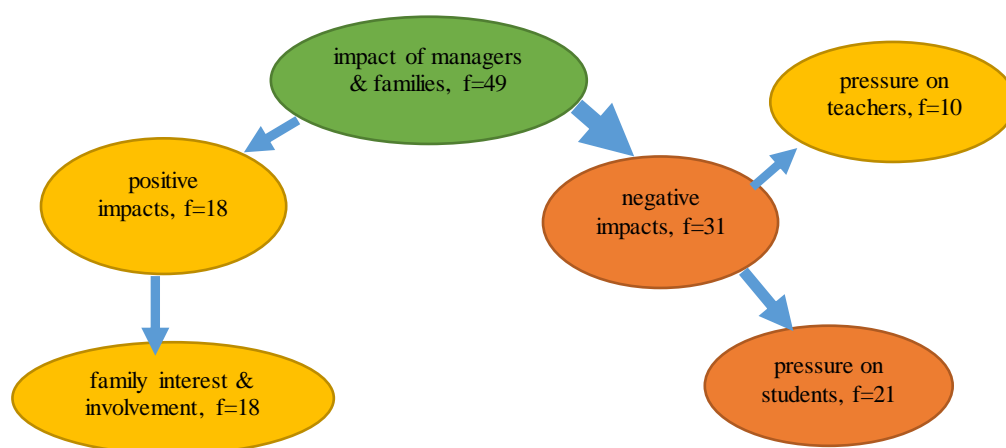 impact of managers
& families, f=49
pressure on
teachers, f=10
positive
impacts, f=18
negative
impacts, f=31
family interest &
involvement, f=18
pressure on
students, f=21